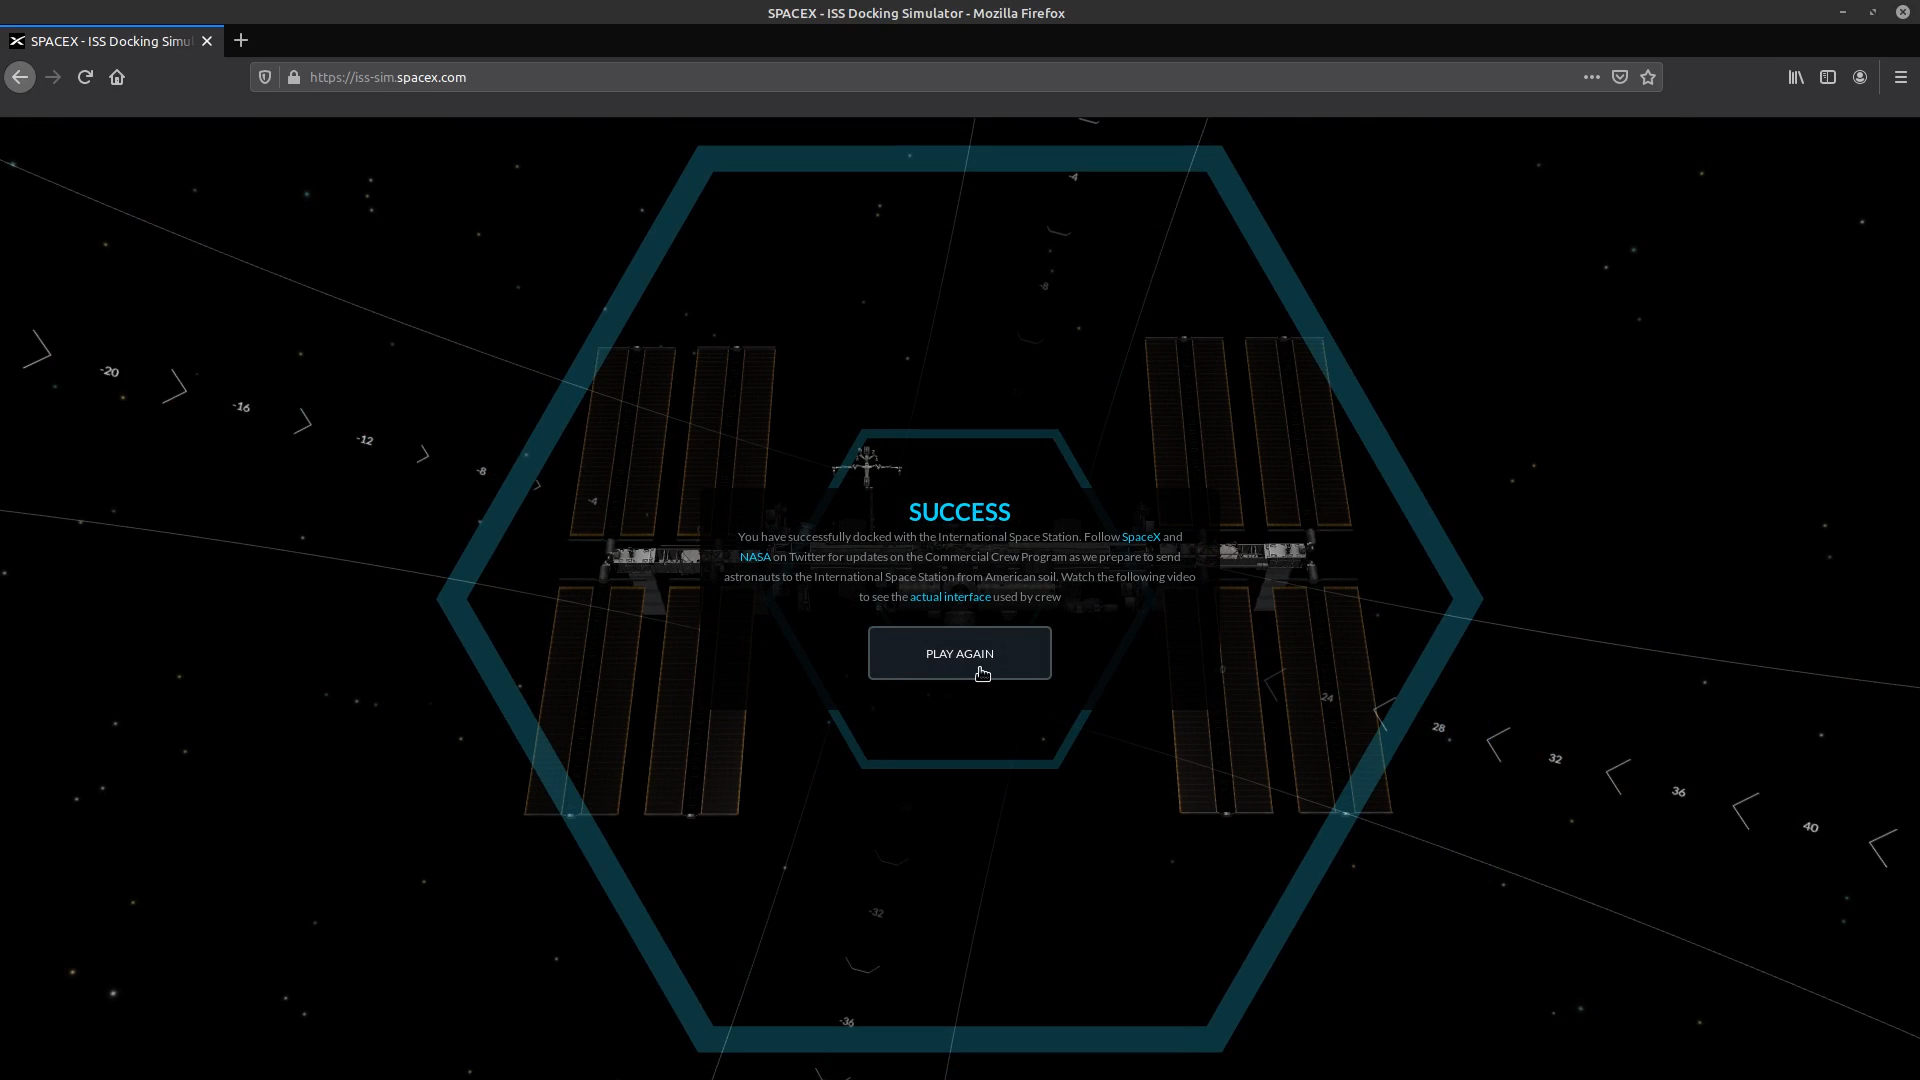 SPACEX - ISS Docking Simulator - Mozilla Firefox
SPACEX - ISS Docking Simu
https://iss-sim.spacex.com
-4
-8
-20
-16
-12
-8
-4
SUCCESS
You have successfully docked with the International Space Station. Follow SpaceX and
NASA on Twitter for updates on the Commercial Crew Program as we prepare to send
astronauts to the International Space Station from American soil. Watch the following video
to see the actual interface used by crew
PLAY AGAIN
0
24
28
32
36
40
-32
-36